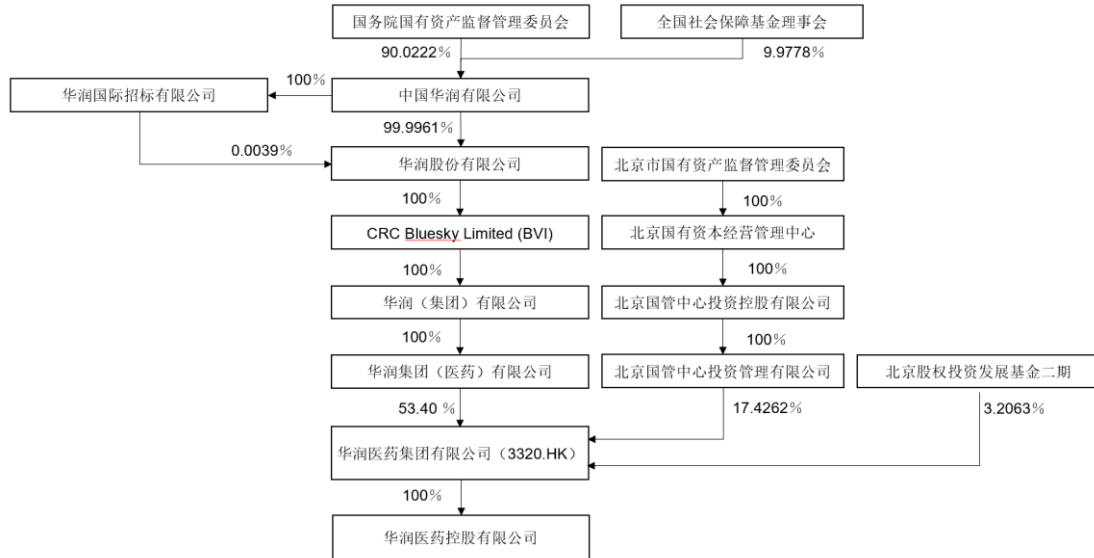 国务院国有资产监督管理委员会
全国社会保障基金理事会
90.0222%
9.9778%
华润国际招标有限公司
100%
中国华润有限公司
99.9961%
0.0039%
华润股份有限公司
北京市国有资产监督管理委员会
100%
100%
CRC Bluesky Limited (BVI)
北京国有资本经营管理中心
100%
100%
华润（集团）有限公司
北京国管中心投资控股有限公司
100%
100%
华润集团（医药）有限公司
北京国管中心投资管理有限公司
北京股权投资发展基金二期
53.40 %
17.4262%
3.2063%
华润医药集团有限公司（3320.HK）
100%
华润医药控股有限公司